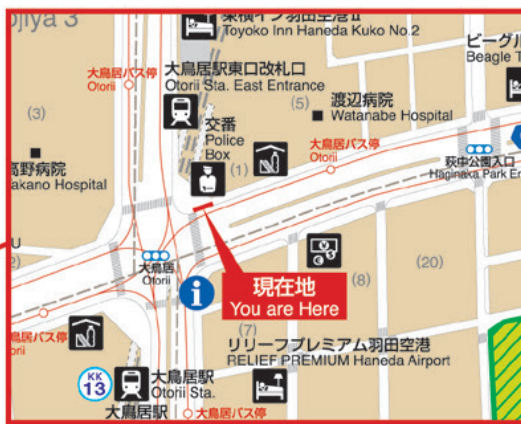 ojiya 3
東横イン羽田空港Ⅱ
Toyoko Inn Haneda Kuko No.2
ビーグル
Beagle T
大鳥居バス停
Otorii
大鳥居駅東口改札口
Otorii Sta. East Entrance
(3)
(5)
渡辺病院
Watanabe Hospital
交番
Police
Box
(1)
大鳥居バス停
Otorii
萩中公園入口
Haginaka Park En
高野病院
akano Hospital
大鳥居
Otorii
現在地
You are Here
(8)
(20)
(7)
大鳥居バス停
orii
リリーフプレミアム羽田空港
RELIEF PREMIUM Haneda Airport
KK
13
大鳥居駅
Otorii Sta.
大鳥居駅
大鳥居バス停